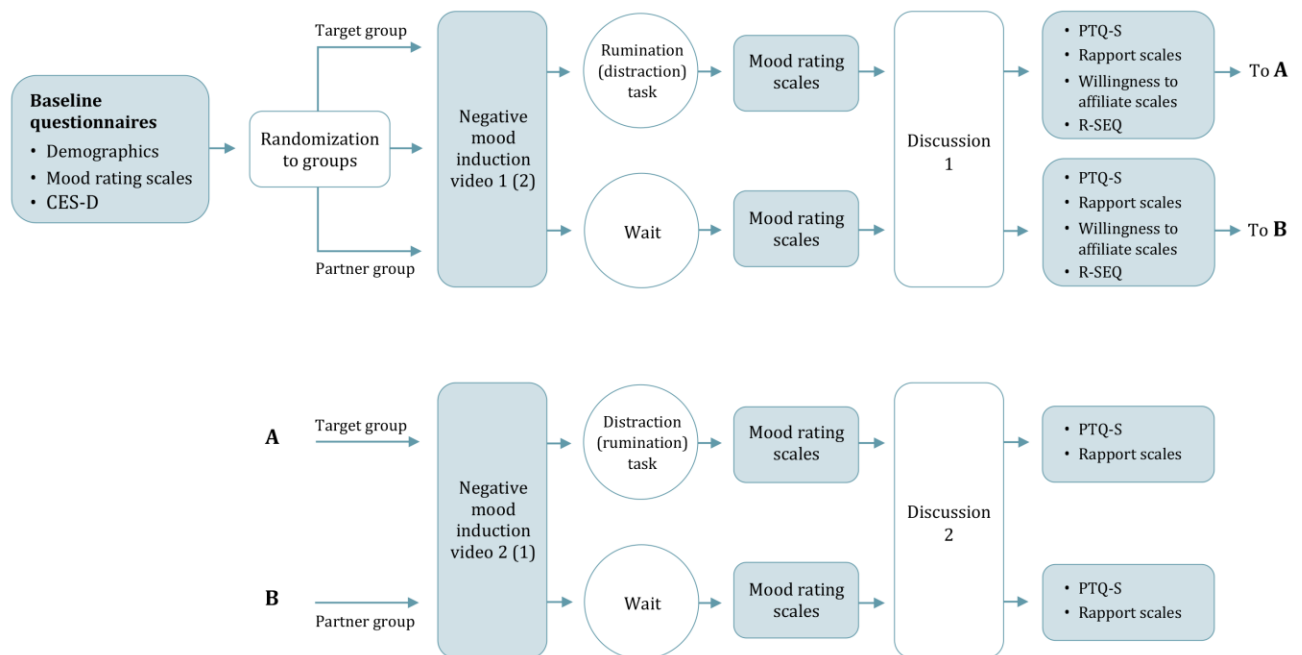 Baseline
questionnaires
• Demographics
• Mood rating scales
• CES-D
Randomization
to groups
Target group
Partner group
Negative
mood
induction
video 1 (2)
Rumination
(distraction)
task
Mood rating
scales
Wait
Mood rating
scales
Discussion
1
• PTQ-S
• Rapport scales
• Willingness to
affiliate scales
• R-SEQ
To A
• PTQ-S
• Rapport scales
• Willingness to
affiliate scales
• R-SEQ
To B
A
Target group
B
Partner group
Negative
mood
induction
video 2 (1)
Distraction
(rumination)
task
Mood rating
scales
Wait
Mood rating
scales
Discussion
2
• PTQ-S
• Rapport scales
• PTQ-S
• Rapport scales